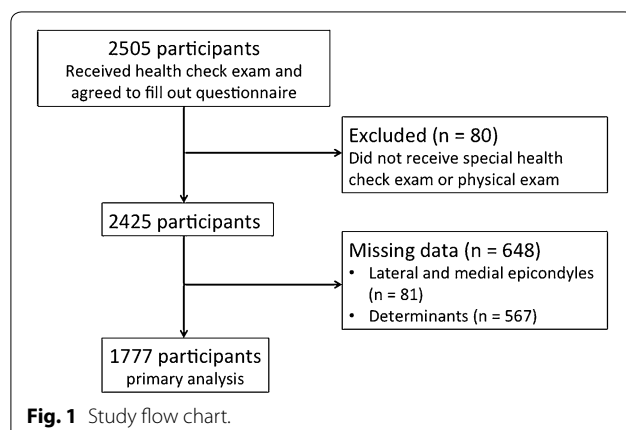 2505 participants
Received health check exam and
agreed to fill out questionnaire
Excluded (n = 80)
Did not receive special health
check exam or physical exam
2425 participants
Missing data (n = 648)
• Lateral and medial epicondyles
(n = 81)
• Determinants (n = 567)
1777 participants
primary analysis
Fig. 1 Study flow chart.